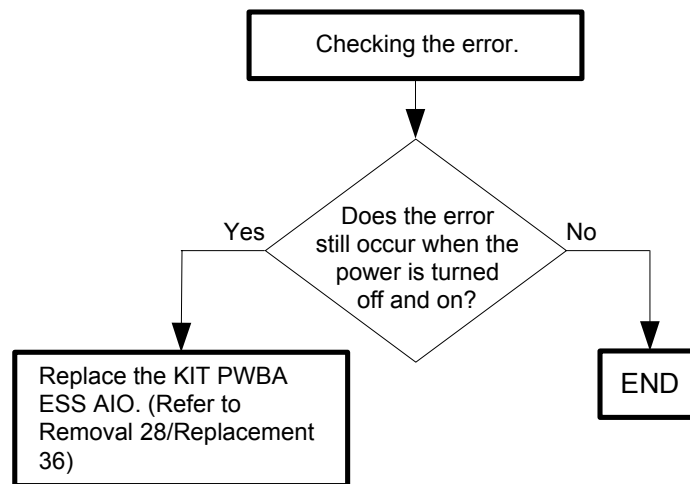 Checking the error.
Does the error
still occur when the
power is turned
off and on?
Yes
No
Replace the KIT PWBA
ESS AIO. (Refer to
Removal 28/Replacement
36)
END